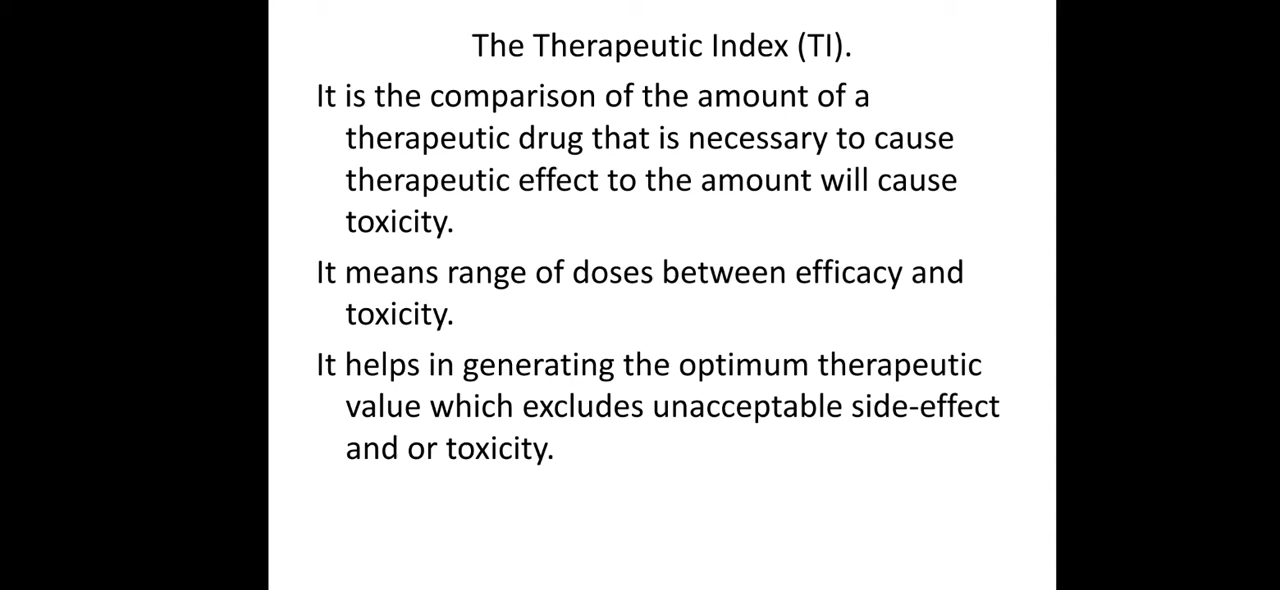 The Therapeutic Index (TI).
It is the comparison of the amount of a
therapeutic drug that is necessary to cause
therapeutic effect to the amount will cause
toxicity.
It means range of doses between efficacy and
toxicity.
It helps in generating the optimum therapeutic
value which excludes unacceptable side-effect
and or toxicity.